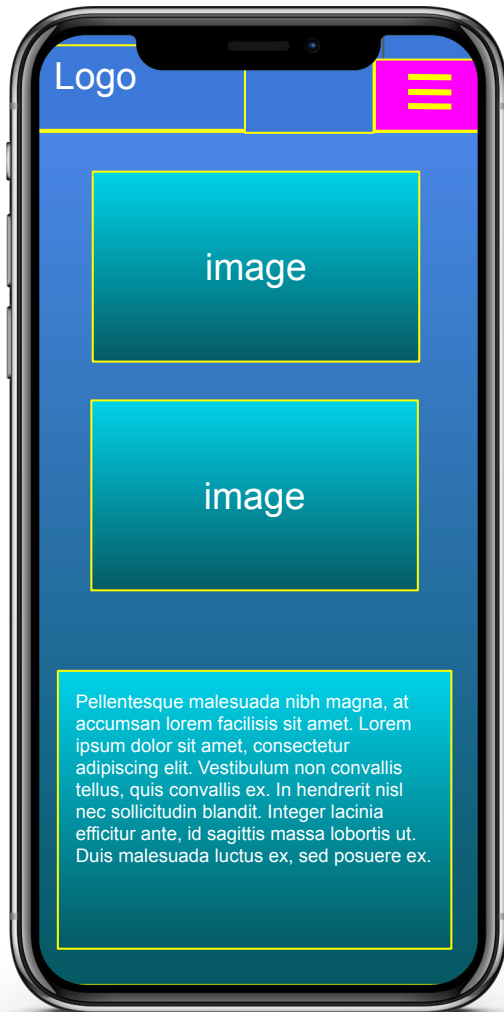 Logo
image
image
Pellentesque malesuada nibh magna, at
accumsan lorem facilisis sit amet. Lorem
ipsum dolor sit amet, consectetur
adipiscing elit. Vestibulum non convallis
tellus, quis convallis ex. In hendrerit nisl
nec sollicitudin blandit. Integer lacinia
efficitur ante, id sagittis massa lobortis ut.
Duis malesuada luctus ex, sed posuere ex.